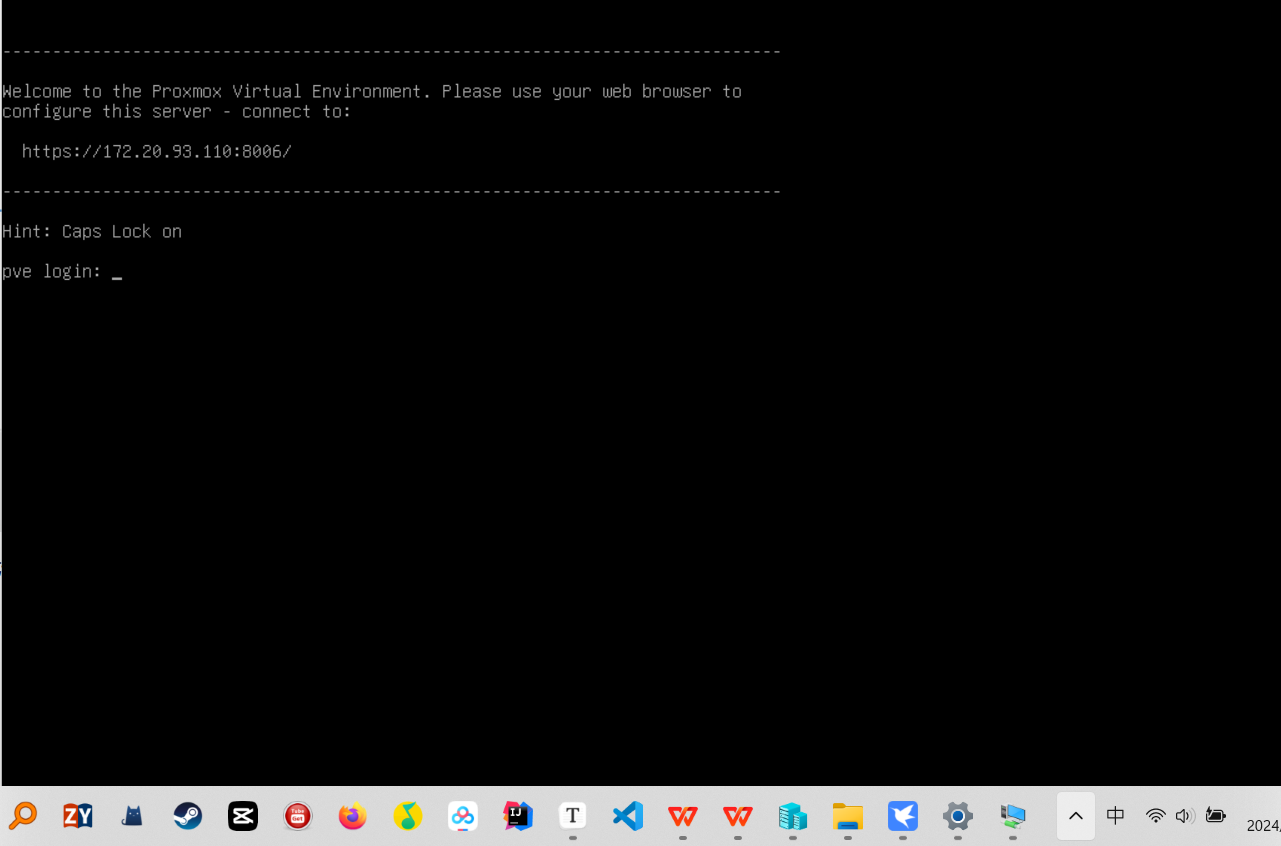 --------------------------------------------------------------------------------
Welcome to the Proxmox Virtual Environment. Please use your web browser to
configure this server - connect to:
https://172.20.93.110:8006/
--------------------------------------------------------------------------------
Hint: Caps Lock on
pve login: _
ZY
Tube Get
IJ
T
中
2024